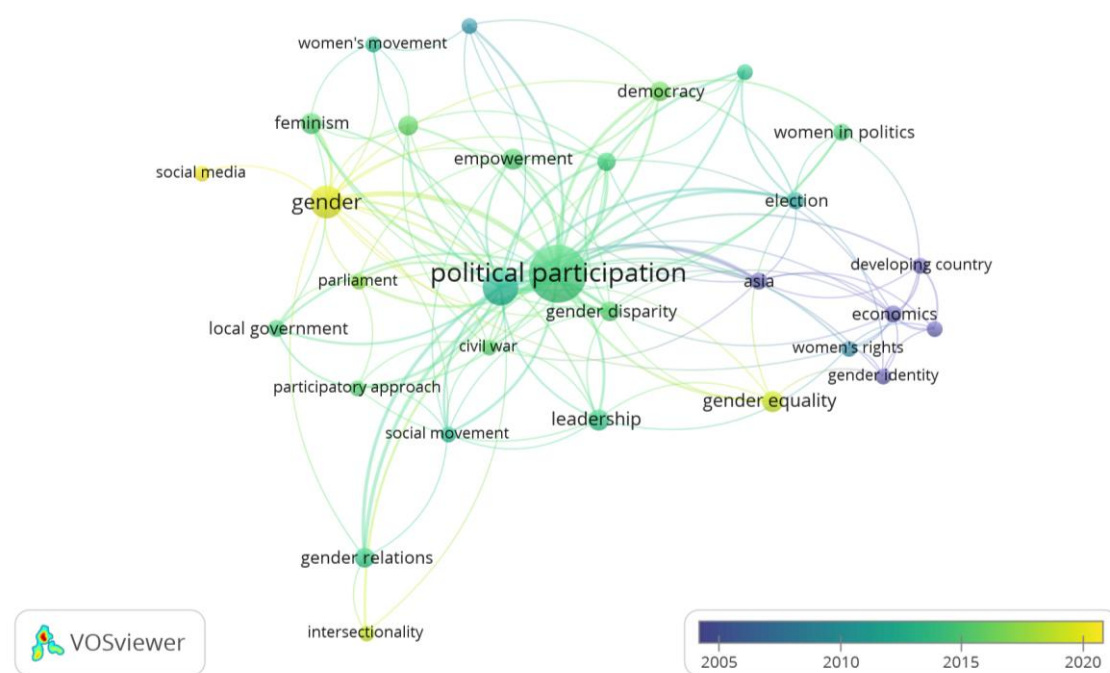 women's movement
democracy
feminism
women in politics
empowerment
social media
gender
election
political participation
developing country
parliament
asia
gender disparity
economics
local government
civil war
women's rights
gender identity
participatory approach
gender equality
leadership
social movement
gender relations
intersectionality
VOSviewer
2005 2010 2015 2020